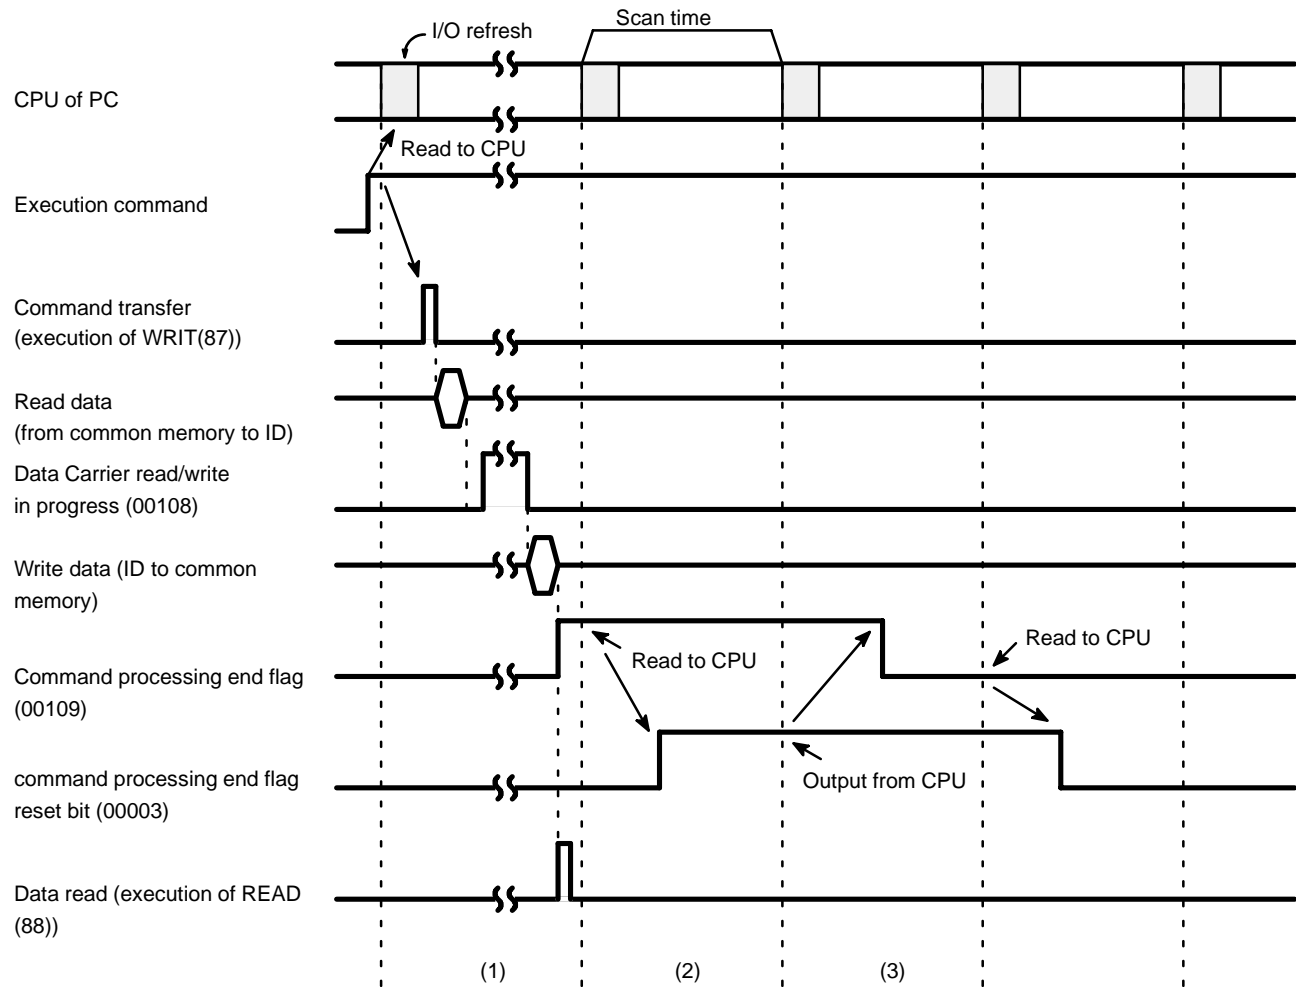 Scan time
I/O refresh
CPU of PC
Read to CPU
Execution command
Command transfer
(execution of WRIT(87))
Read data
(from common memory to ID)
Data Carrier read/write
in progress (00108)
Write data (ID to common
memory)
Read to CPU
Read to CPU
Command processing end flag
(00109)
command processing end flag
reset bit (00003)
Output from CPU
Data read (execution of READ
(88))
(1)
(2)
(3)